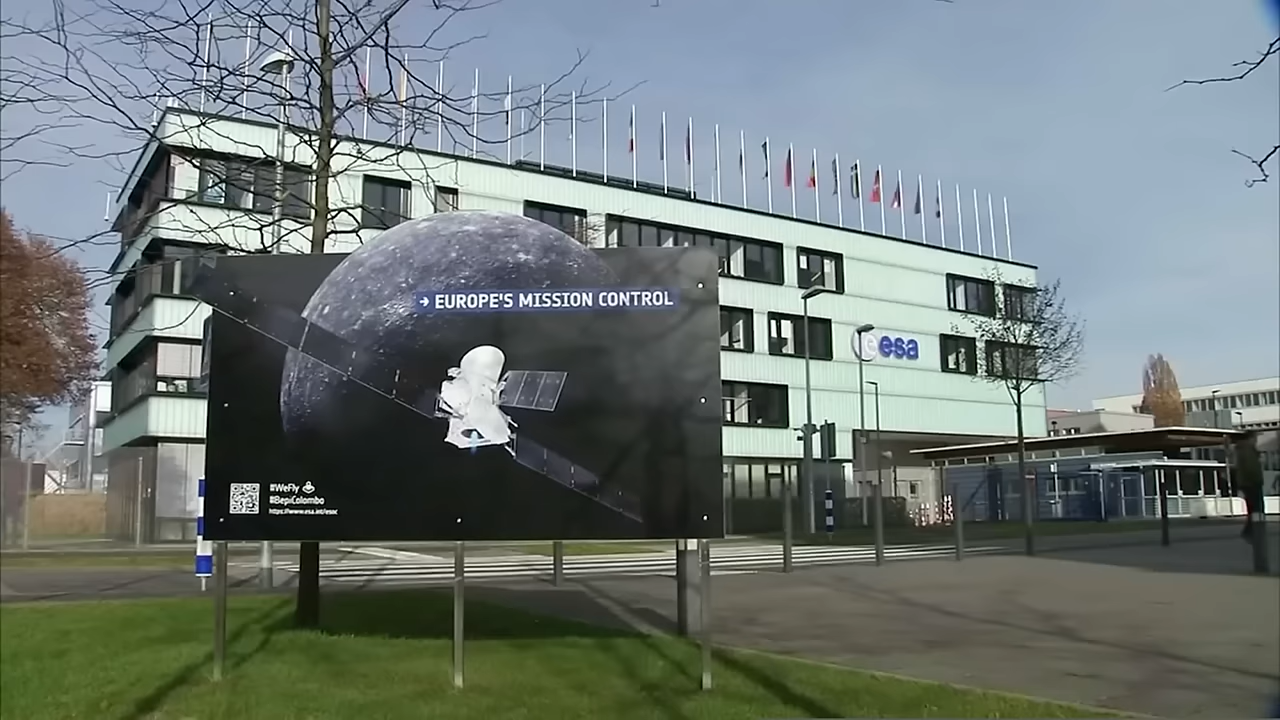 → EUROPE'S MISSION CONTROL
esa
#WeFly
#BepiColombo
https://www.esa.int/esoc